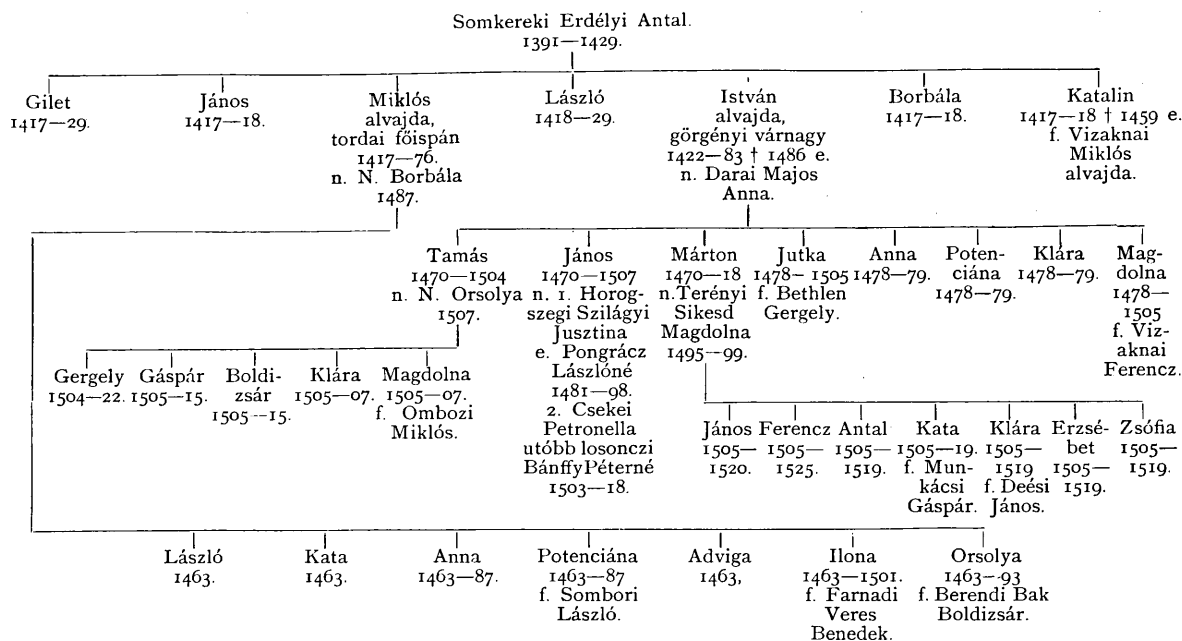 Somkereki Erdélyi Antal.
1391—1429.
Gilet
1417—29.
János
1417—18.
Miklós
alvajda,
tordai főispán
1417—76.
n. N. Borbála
1487.
László
1418—29.
István
alvajda,
görgényi várnagy
1422—83 † 1486 e.
n. Darai Majos
Anna.
Borbála
1417—18.
Katalin
1417—18 † 1459 e.
f. Vizaknai
Miklós
alvajda.
Tamás
1470—1504
n. N. Orsolya
1507.
János
1470—1507
n. 1. Horog-
szegi Szilágyi
Jusztina
e. Pongrácz
Lászlóné
1481—98.
2. Csekei
Petronella
utóbb losonczi
Bánffy Péterné
1503—18.
Márton
1470—18
n. Terényi
Sikesd
Magdolna
1495—99.
Jutka
1478—1505
f. Bethlen
Gergely.
Anna
1478—79.
Poten-
ciána
1478—79.
Klára
1478—79.
Mag-
dolna
1478—
1505
f. Viz-
aknai
Ferencz.
Gergely
1504—22.
Gáspár
1505—15.
Boldi-
zsár
1505—15.
Klára
1505—07.
Magdolna
1505—07.
f. Ombozi
Miklós.
János
1505—
1520.
Ferencz
1505—
1525.
Antal
1505—
1519.
Kata
1505—19.
f. Mun-
kácsi
Gáspár.
Klára
1505—
1519
f. Deési
János.
Erzsé-
bet
1505—
1519.
Zsófia
1505—
1519.
László
1463.
Kata
1463.
Anna
1463—87.
Potenciána
1463—87
f. Sombori
László.
Adviga
1463,
Ilona
1463—1501.
f. Farnadi
Veres
Benedek.
Orsolya
1463—93
f. Berendi Bak
Boldizsár.